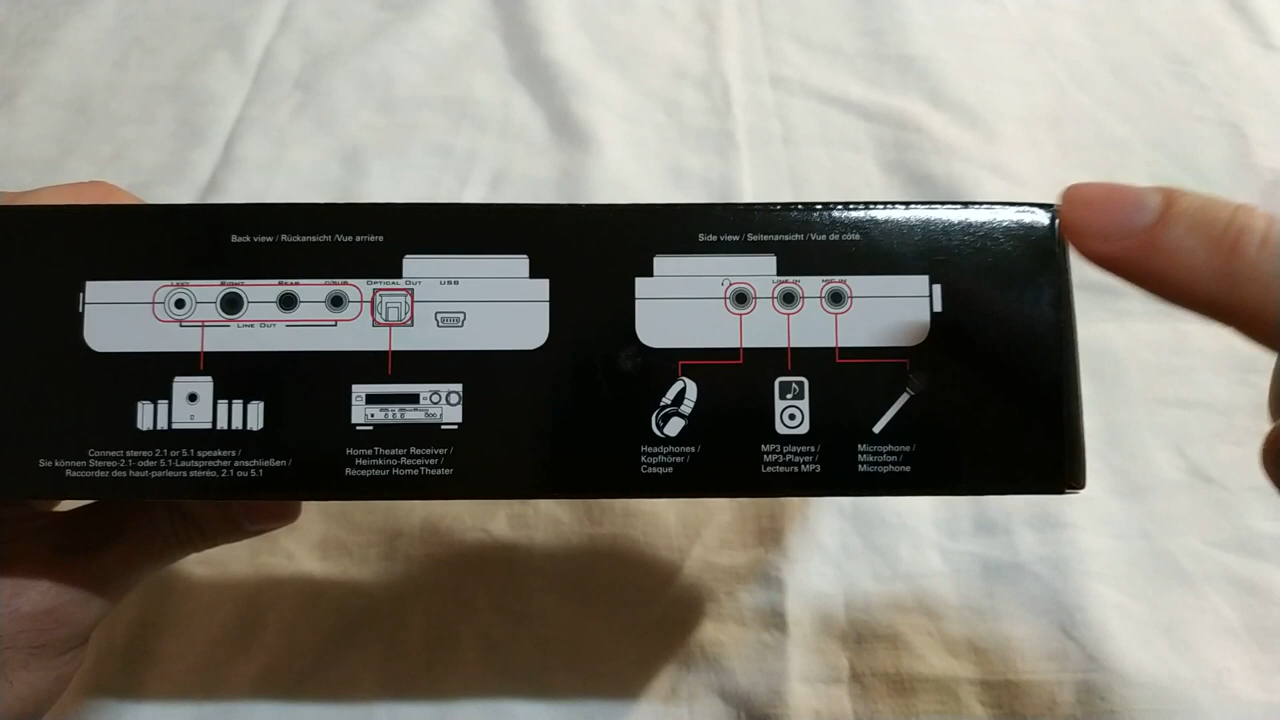 Back view / Rückansicht /Vue arrière
LEFT
RIGHT
REAR
C/SUB
OPTICAL OUT
USB
LINE OUT
Connect stereo 2.1 or 5.1 speakers /
Sie können Stereo-2.1- oder 5.1-Lautsprecher anschließen /
Raccordez des haut-parleurs stéréo, 2.1 ou 5.1
Home Theater Receiver /
Heimkino-Receiver /
Récepteur Home Theater
Side view / Seitenansicht / Vue de côté
LINE IN
MIC IN
Headphones /
Kopfhörer /
Casque
MP3 players /
MP3-Player /
Lecteurs MP3
Microphone /
Mikrofon /
Microphone